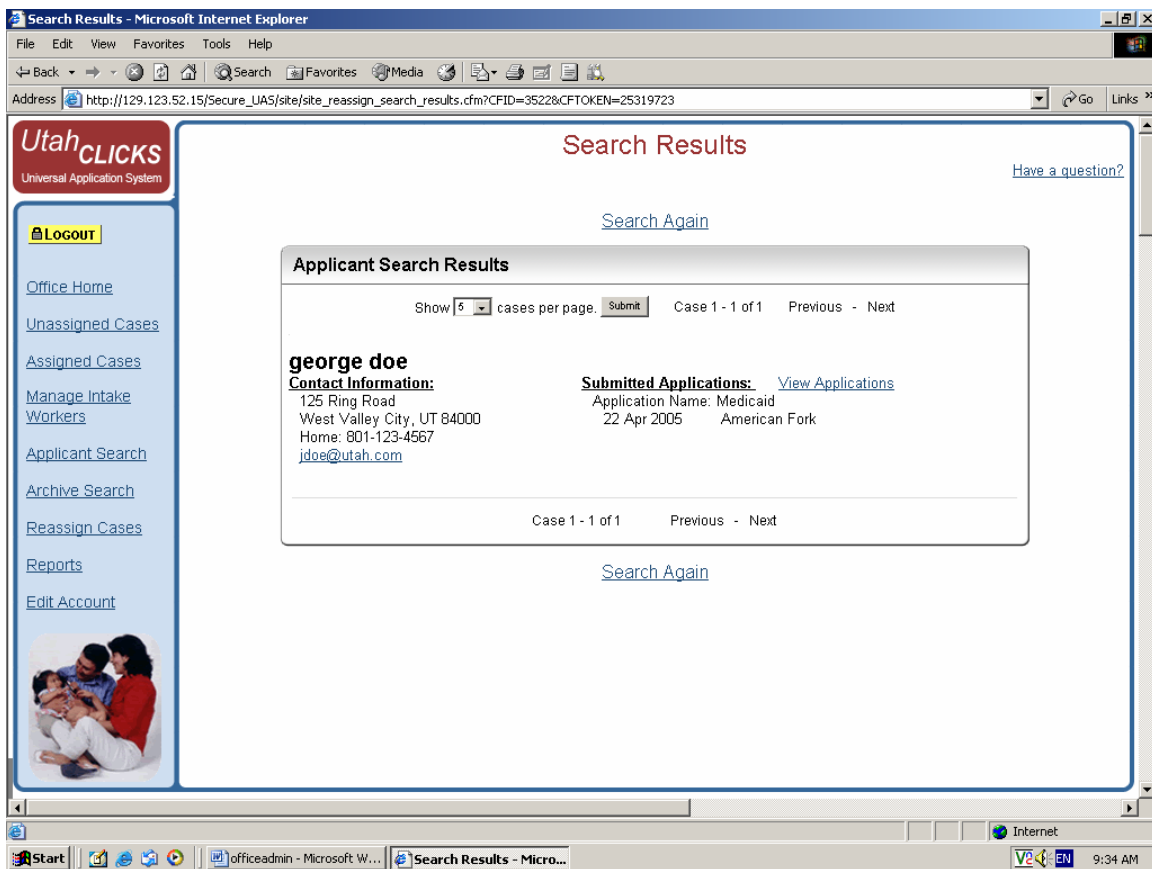 Search Results - Microsoft Internet Explorer
File Edit View Favorites Tools Help
Back Search Favorites Media
Address http://129.123.52.15/Secure_UAS/site/site_reassign_search_results.cfm?CFID=3522&CFTOKEN=25319723 Go Links »
Utah CLICKS
Universal Application System
Search Results
Have a question?
LOGOUT
Office Home
Unassigned Cases
Assigned Cases
Manage Intake
Workers
Applicant Search
Archive Search
Reassign Cases
Reports
Edit Account
Search Again
Applicant Search Results
Show 5 cases per page. Submit Case 1 - 1 of 1 Previous - Next
george doe
Contact Information: Submitted Applications: View Applications
125 Ring Road Application Name: Medicaid
West Valley City, UT 84000 22 Apr 2005 American Fork
Home: 801-123-4567
jdoe@utah.com
Case 1 - 1 of 1 Previous - Next
Search Again
Internet
Start officeadmin - Microsoft W... Search Results - Micro... V2 EN 9:34 AM